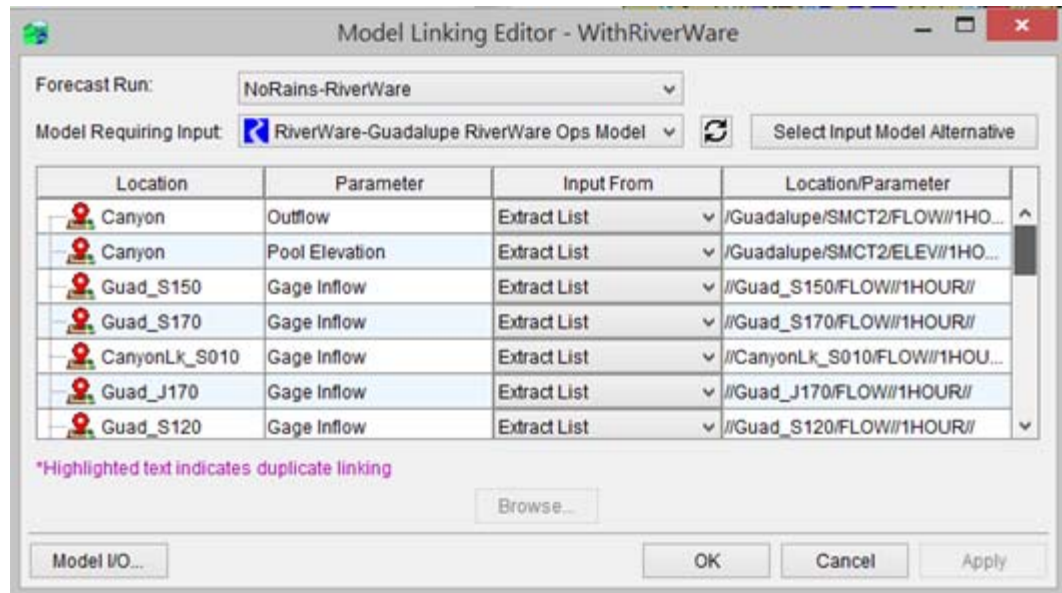 Model Linking Editor - WithRiverWare
Forecast Run: NoRains-RiverWare
Model Requiring Input: RiverWare-Guadalupe RiverWare Ops Model Select Input Model Alternative
Location Parameter Input From Location/Parameter
Canyon Outflow Extract List /Guadalupe/SMCT2/FLOW//1HO...
Canyon Pool Elevation Extract List /Guadalupe/SMCT2/ELEV//1HO...
Guad_S150 Gage Inflow Extract List //Guad_S150/FLOW//1HOUR//
Guad_S170 Gage Inflow Extract List //Guad_S170/FLOW//1HOUR//
CanyonLk_S010 Gage Inflow Extract List //CanyonLk_S010/FLOW//1HOU...
Guad_J170 Gage Inflow Extract List //Guad_J170/FLOW//1HOUR//
Guad_S120 Gage Inflow Extract List //Guad_S120/FLOW//1HOUR//
*Highlighted text indicates duplicate linking
Browse...
Model I/O... OK Cancel Apply